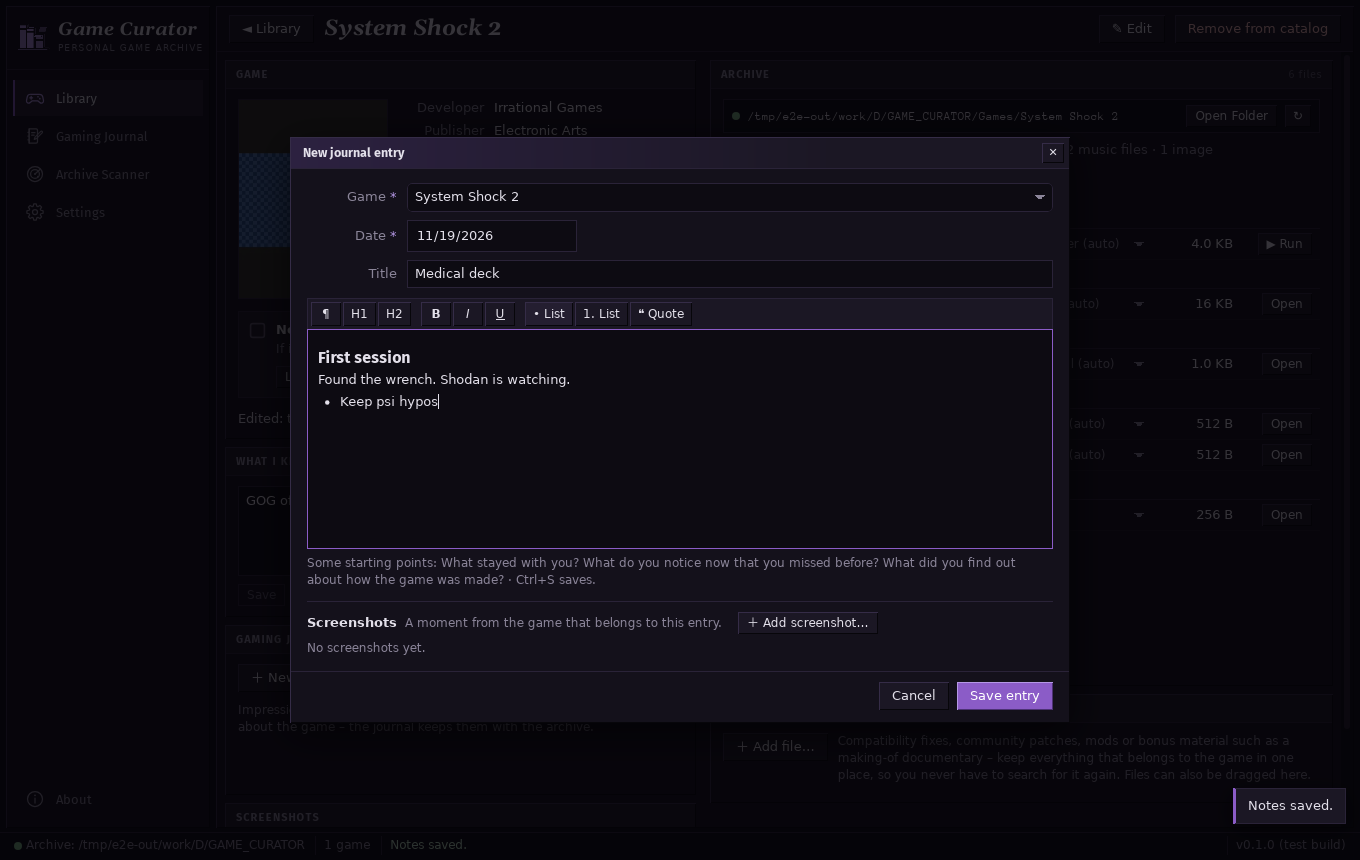 Game Curator
PERSONAL GAME ARCHIVE
Library
Gaming Journal
Archive Scanner
Settings
About
◄ Library
System Shock 2
✎ Edit
Remove from catalog
GAME
Developer Irrational Games
Publisher Electronic Arts
Edited:
WHAT I K
GOG
Save
GAMING J
+ New
Impressi
about the game – the journal keeps them with the archive.
SCREENSHOTS
ARCHIVE
6 files
/tmp/e2e-out/work/D/GAME_CURATOR/Games/System Shock 2
Open Folder
↻
2 music files · 1 image
(auto) 4.0 KB ▶ Run
(auto) 16 KB Open
(auto) 1.0 KB Open
(auto) 512 B Open
(auto) 512 B Open
256 B Open
+ Add file...
Compatibility fixes, community patches, mods or bonus material such as a
making-of documentary – keep everything that belongs to the game in one
place, so you never have to search for it again. Files can also be dragged here.
New journal entry
×
Game * System Shock 2
Date * 11/19/2026
Title Medical deck
¶ H1 H2 B I U • List 1. List ❝ Quote
First session
Found the wrench. Shodan is watching.
• Keep psi hypos
Some starting points: What stayed with you? What do you notice now that you missed before? What did you find out
about how the game was made? · Ctrl+S saves.
Screenshots A moment from the game that belongs to this entry. + Add screenshot...
No screenshots yet.
Cancel
Save entry
Notes saved.
Archive: /tmp/e2e-out/work/D/GAME_CURATOR
1 game
Notes saved.
v0.1.0 (test build)